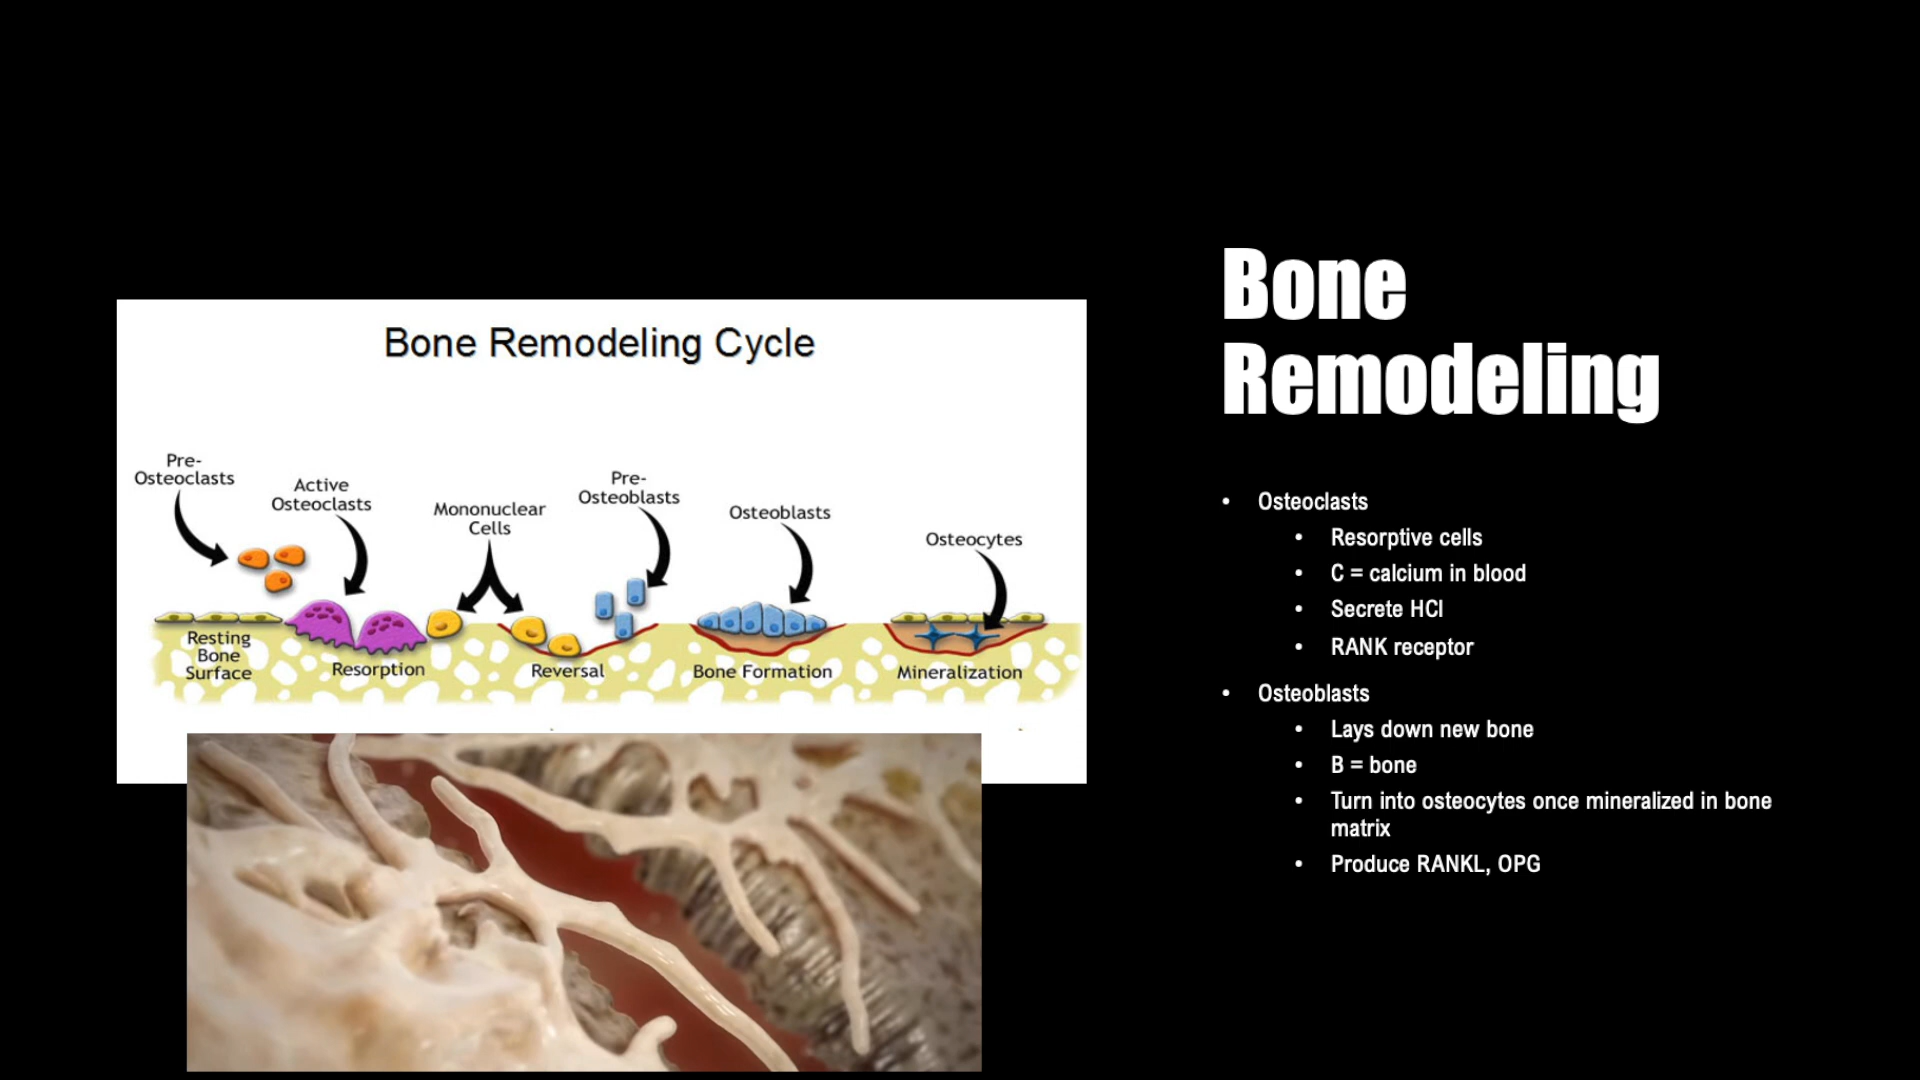 Bone Remodeling Cycle
Pre-
Osteoclasts
Active
Osteoclasts
Mononuclear
Cells
Pre-
Osteoblasts
Osteoblasts
Osteocytes
Resting
Bone
Surface
Resorption
Reversal
Bone Formation
Mineralization
Bone
Remodeling
• Osteoclasts
• Resorptive cells
• C = calcium in blood
• Secrete HCl
• RANK receptor
• Osteoblasts
• Lays down new bone
• B = bone
• Turn into osteocytes once mineralized in bone
matrix
• Produce RANKL, OPG